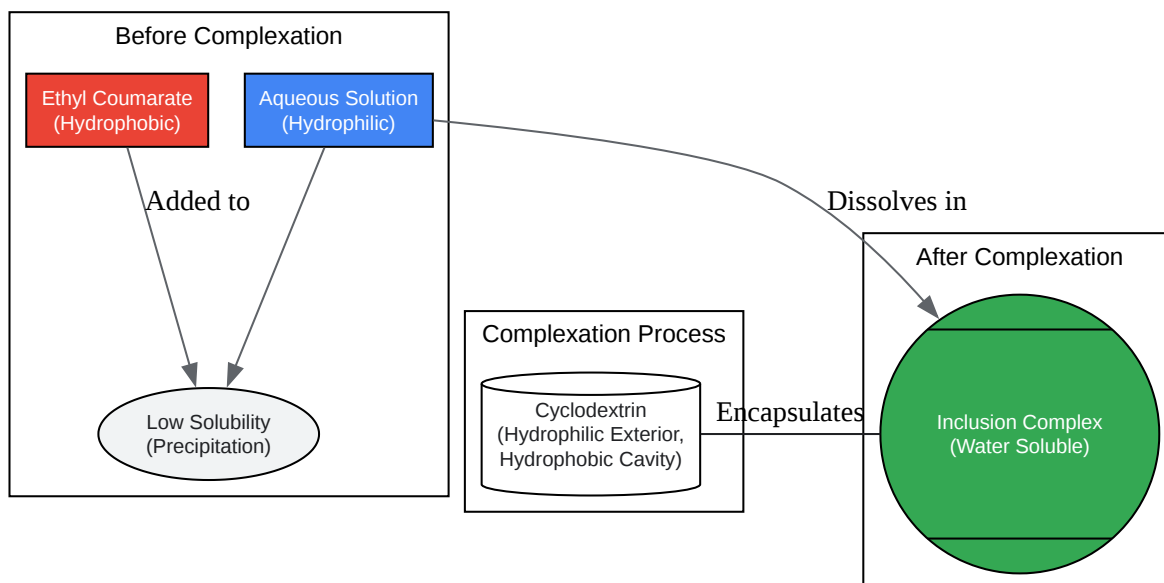 Before Complexation
Ethyl Coumarate
(Hydrophobic)
Aqueous Solution
(Hydrophilic)
Added to
Low Solubility
(Precipitation)
Dissolves in
Complexation Process
Cyclodextrin
(Hydrophilic Exterior,
Hydrophobic Cavity)
Encapsulates
After Complexation
Inclusion Complex
(Water Soluble)